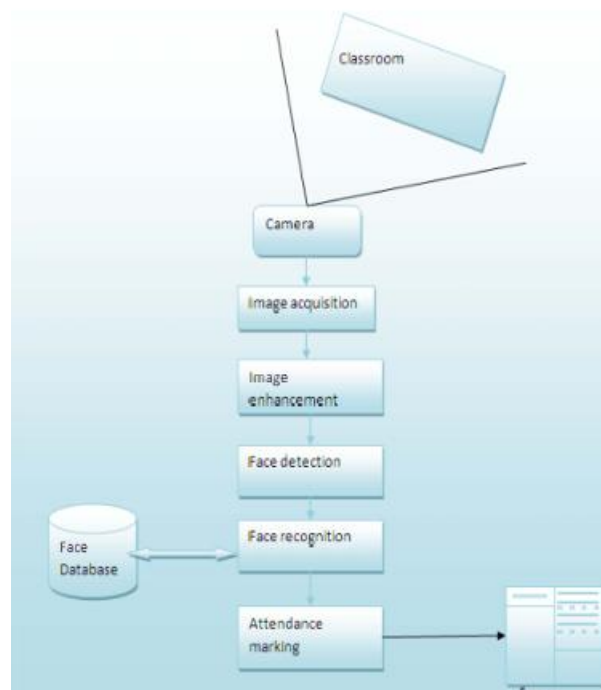 Classroom
Camera
Image acquisition
Image
enhancement
Face detection
Face recognition
Face
Database
Attendance
marking